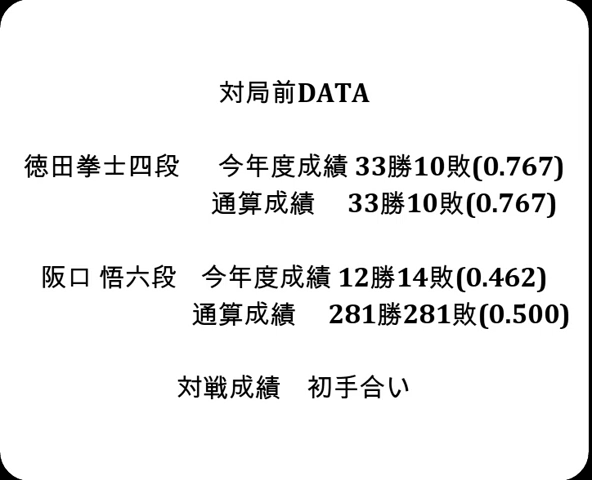 対局前DATA
徳田拳士四段 今年度成績 33勝10敗(0.767)
通算成績 33勝10敗(0.767)
阪口 悟六段 今年度成績 12勝14敗(0.462)
通算成績 281勝281敗(0.500)
対戦成績 初手合い